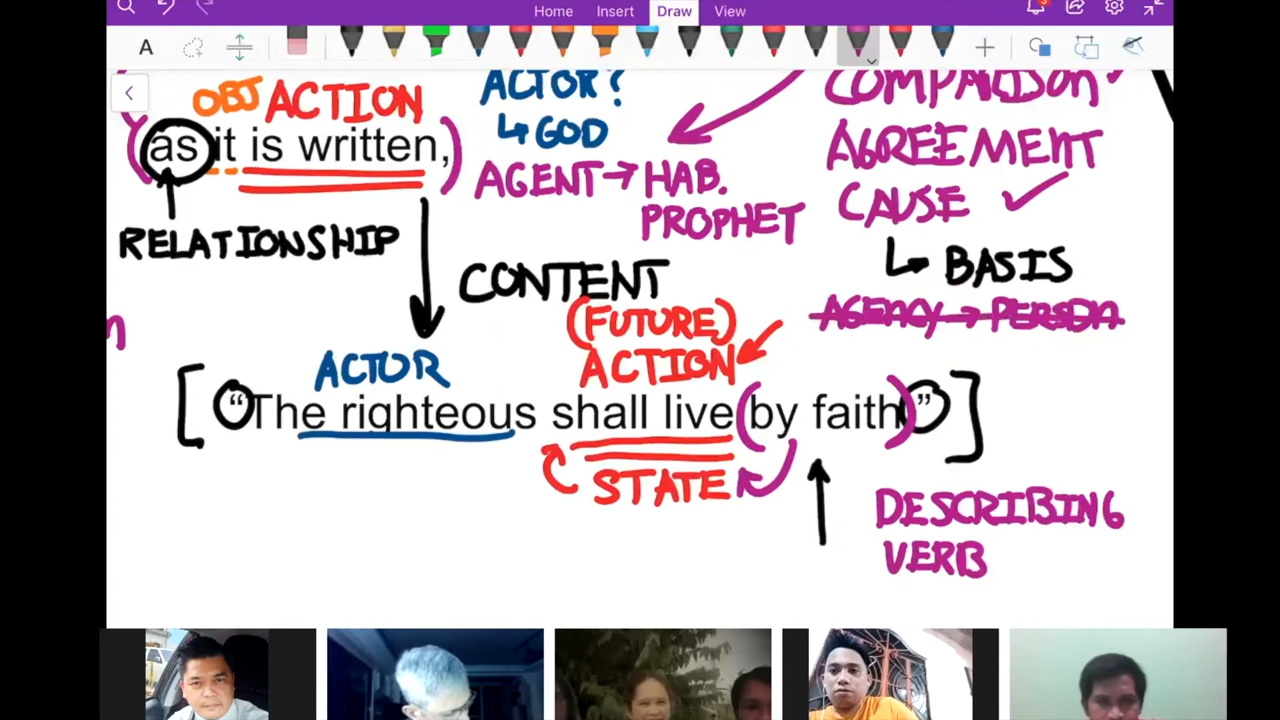 Home Insert Draw View
A
COMPARISON
OBJ ACTION ACTOR?
as it is written, ↳ GOD AGREEMENT
AGENT → HAB. CAUSE ✓
PROPHET
RELATIONSHIP BASIS
CONTENT
(FUTURE) AGENCY → PERSON
ACTOR ACTION
[“The righteous shall live (by faith)”]
STATE
DESCRIBING
VERB